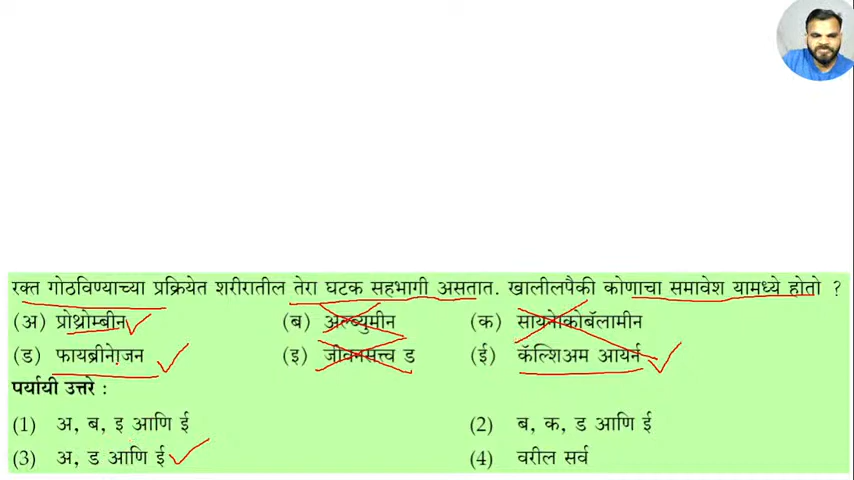 रक्त गोठविण्याच्या प्रक्रियेत शरीरातील तेरा घटक सहभागी असतात. खालीलपैकी कोणाचा समावेश यामध्ये होतो ?
(अ) प्रोथ्रोम्बीन (ब) अल्ब्युमीन (क) सायनोकोबॅलामीन
(ड) फायब्रीनोजन (इ) जीवनसत्त्व ड (ई) कॅल्शिअम आयर्न
पर्यायी उत्तरे :
(1) अ, ब, इ आणि ई (2) ब, क, ड आणि ई
(3) अ, ड आणि ई (4) वरील सर्व